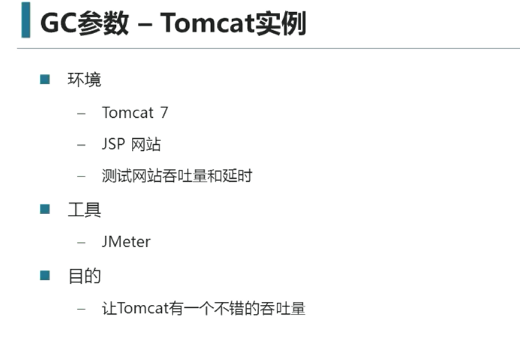 GC参数 – Tomcat实例
环境
– Tomcat 7
– JSP 网站
– 测试网站吞吐量和延时
工具
– JMeter
目的
– 让Tomcat有一个不错的吞吐量